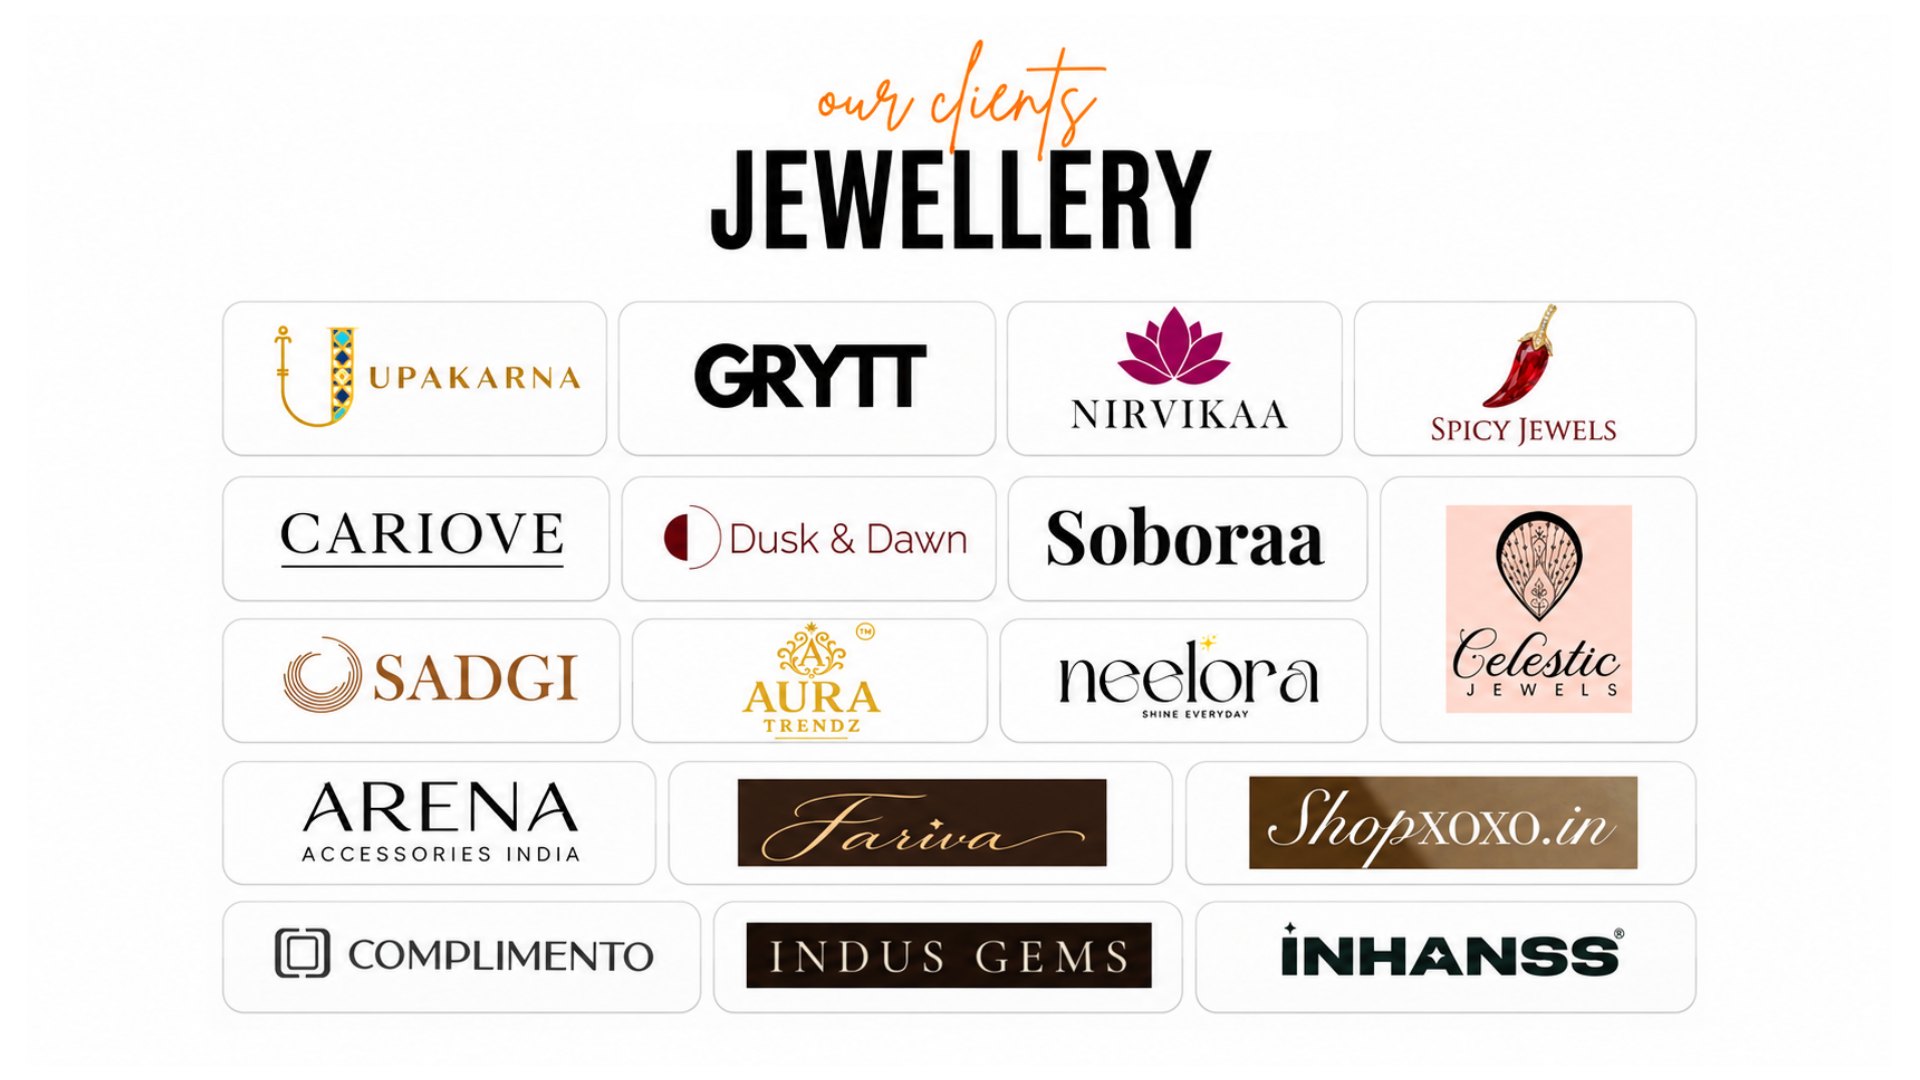 our clients
JEWELLERY
UPAKARNA
GRYTT
NIRVIKAA
SPICY JEWELS
CARIOVE
Dusk & Dawn
Soboraa
Celestic
JEWELS
SADGI
A
TM
AURA
TRENDZ
neelora
SHINE EVERYDAY
ARENA
ACCESSORIES INDIA
Fariva
Shopxoxo.in
COMPLIMENTO
INDUS GEMS
iNHANSS®